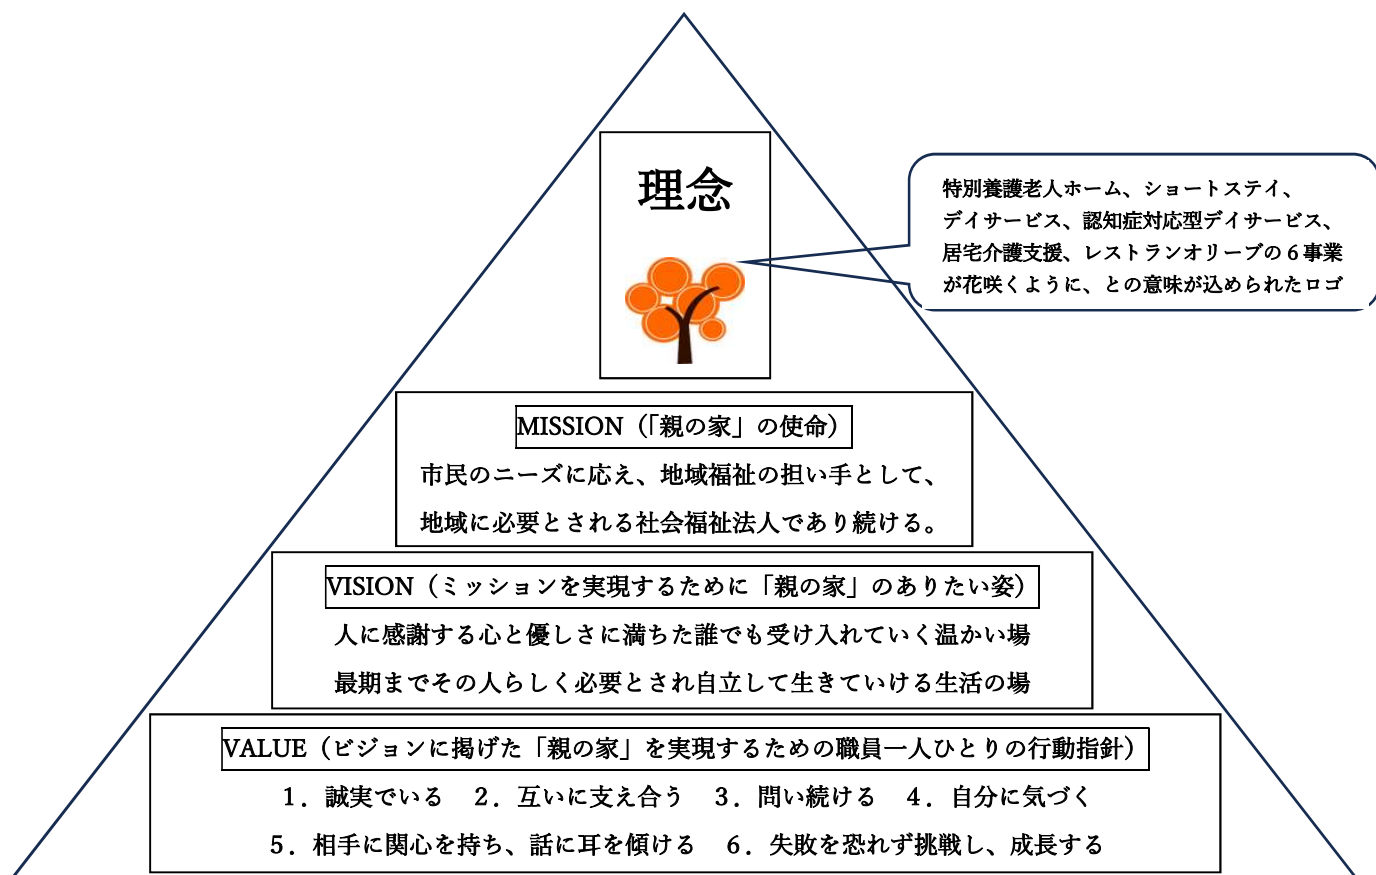 理念
特別養護老人ホーム、ショートステイ、
デイサービス、認知症対応型デイサービス、
居宅介護支援、レストランオリーブの６事業
が花咲くように、との意味が込められたロゴ
MISSION（「親の家」の使命）
市民のニーズに応え、地域福祉の担い手として、
地域に必要とされる社会福祉法人であり続ける。
VISION（ミッションを実現するために「親の家」のありたい姿）
人に感謝する心と優しさに満ちた誰でも受け入れていく温かい場
最期までその人らしく必要とされ自立して生きていける生活の場
VALUE（ビジョンに掲げた「親の家」を実現するための職員一人ひとりの行動指針）
１．誠実でいる　２．互いに支え合う　３．問い続ける　４．自分に気づく
５．相手に関心を持ち、話に耳を傾ける　６．失敗を恐れず挑戦し、成長する